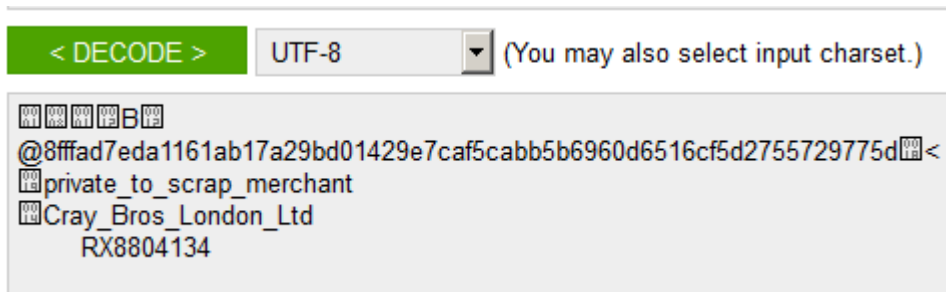 < DECODE > UTF-8 (You may also select input charset.)
B
@8fffad7eda1161ab17a29bd01429e7caf5cabb5b6960d6516cf5d2755729775d<
private_to_scrap_merchant
Cray_Bros_London_Ltd
RX8804134